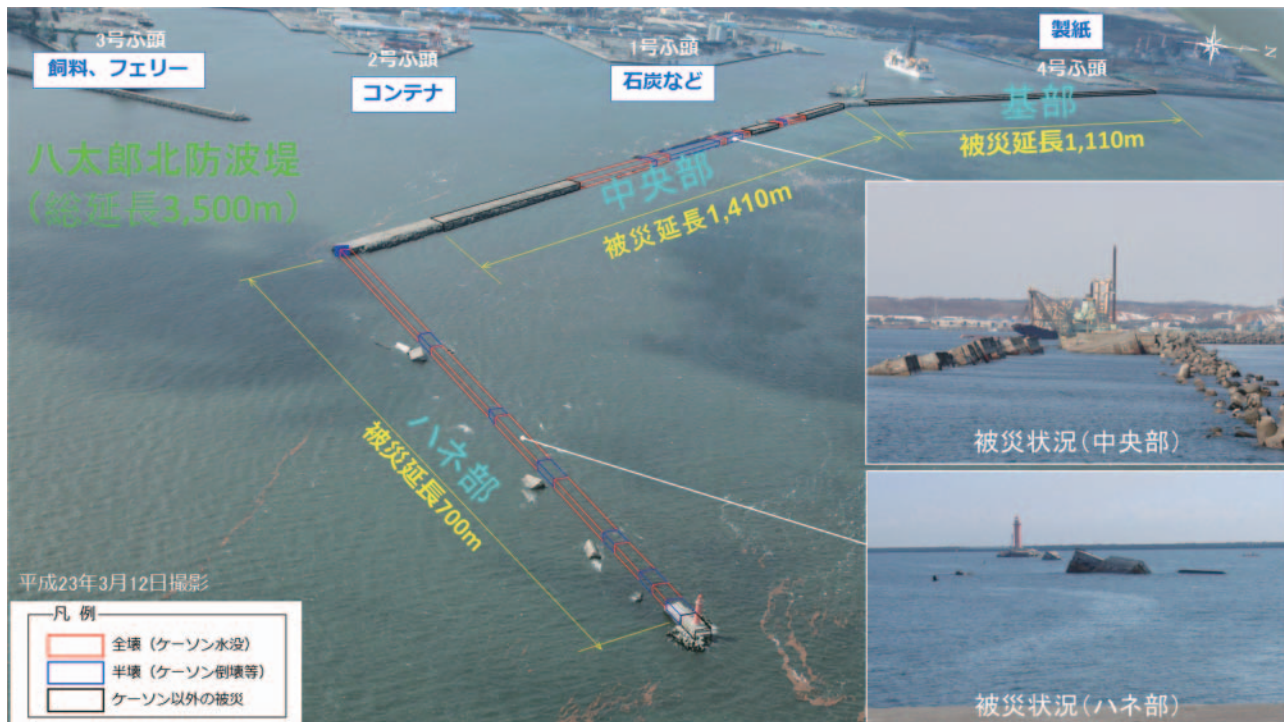 3号ふ頭
飼料、フェリー
2号ふ頭
コンテナ
1号ふ頭
石炭など
製紙
4号ふ頭
N
基部
被災延長1,110m
八太郎北防波堤
(総延長3,500m)
中央部
被災延長1,410m
ハネ部
被災延長700m
被災状況(中央部)
被災状況(ハネ部)
平成23年3月12日撮影
凡 例
全壊(ケーソン水没)
半壊(ケーソン倒壊等)
ケーソン以外の被災